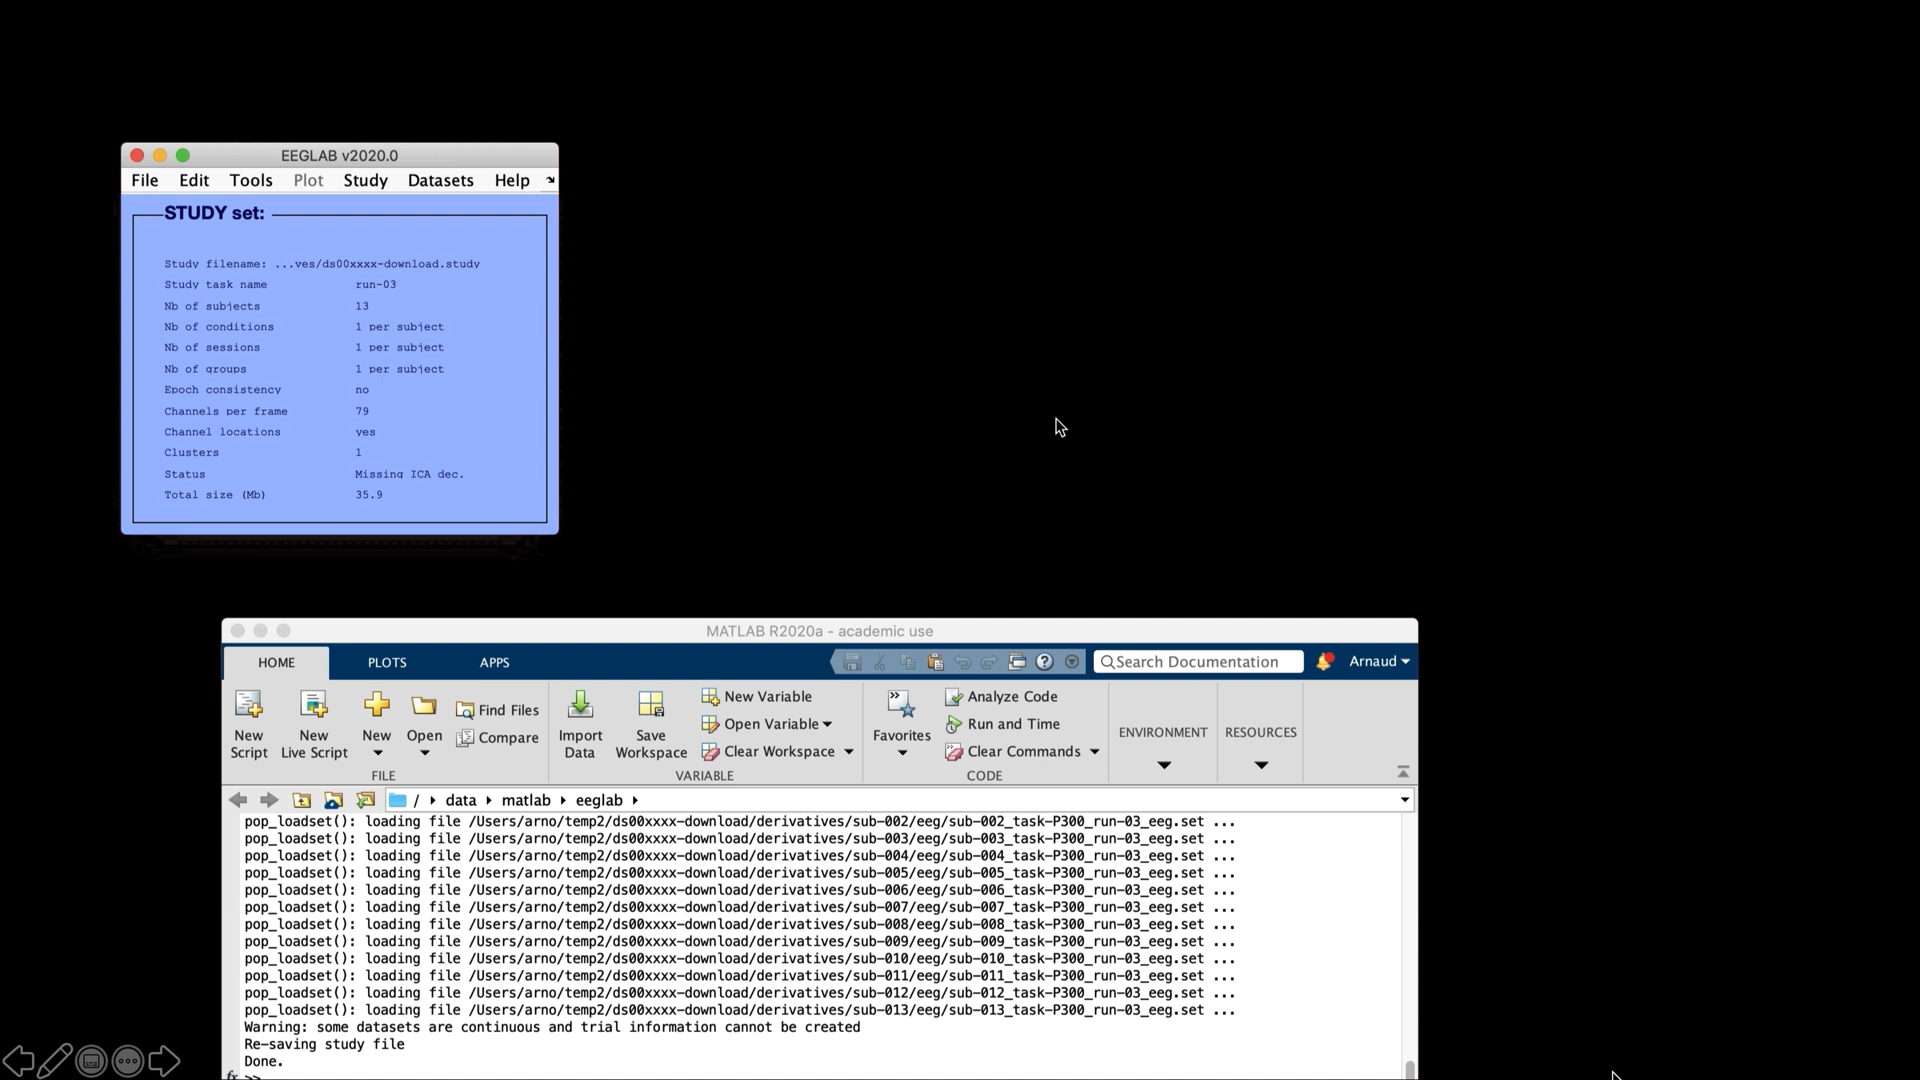 EEGLAB v2020.0
File Edit Tools Plot Study Datasets Help
STUDY set:
Study filename: ...ves/ds00xxxx-download.study
Study task name run-03
Nb of subjects 13
Nb of conditions 1 per subject
Nb of sessions 1 per subject
Nb of groups 1 per subject
Epoch consistency no
Channels per frame 79
Channel locations yes
Clusters 1
Status Missing ICA dec.
Total size (Mb) 35.9
MATLAB R2020a - academic use
HOME PLOTS APPS
Search Documentation
Arnaud
New Script
New Live Script
New
Open
Find Files
Compare
FILE
Import Data
Save Workspace
New Variable
Open Variable
Clear Workspace
VARIABLE
Favorites
Analyze Code
Run and Time
Clear Commands
CODE
ENVIRONMENT
RESOURCES
/ data matlab eeglab
pop_loadset(): loading file /Users/arno/temp2/ds00xxxx-download/derivatives/sub-002/eeg/sub-002_task-P300_run-03_eeg.set ...
pop_loadset(): loading file /Users/arno/temp2/ds00xxxx-download/derivatives/sub-003/eeg/sub-003_task-P300_run-03_eeg.set ...
pop_loadset(): loading file /Users/arno/temp2/ds00xxxx-download/derivatives/sub-004/eeg/sub-004_task-P300_run-03_eeg.set ...
pop_loadset(): loading file /Users/arno/temp2/ds00xxxx-download/derivatives/sub-005/eeg/sub-005_task-P300_run-03_eeg.set ...
pop_loadset(): loading file /Users/arno/temp2/ds00xxxx-download/derivatives/sub-006/eeg/sub-006_task-P300_run-03_eeg.set ...
pop_loadset(): loading file /Users/arno/temp2/ds00xxxx-download/derivatives/sub-007/eeg/sub-007_task-P300_run-03_eeg.set ...
pop_loadset(): loading file /Users/arno/temp2/ds00xxxx-download/derivatives/sub-008/eeg/sub-008_task-P300_run-03_eeg.set ...
pop_loadset(): loading file /Users/arno/temp2/ds00xxxx-download/derivatives/sub-009/eeg/sub-009_task-P300_run-03_eeg.set ...
pop_loadset(): loading file /Users/arno/temp2/ds00xxxx-download/derivatives/sub-010/eeg/sub-010_task-P300_run-03_eeg.set ...
pop_loadset(): loading file /Users/arno/temp2/ds00xxxx-download/derivatives/sub-011/eeg/sub-011_task-P300_run-03_eeg.set ...
pop_loadset(): loading file /Users/arno/temp2/ds00xxxx-download/derivatives/sub-012/eeg/sub-012_task-P300_run-03_eeg.set ...
pop_loadset(): loading file /Users/arno/temp2/ds00xxxx-download/derivatives/sub-013/eeg/sub-013_task-P300_run-03_eeg.set ...
Warning: some datasets are continuous and trial information cannot be created
Re-saving study file
Done.
fx >>